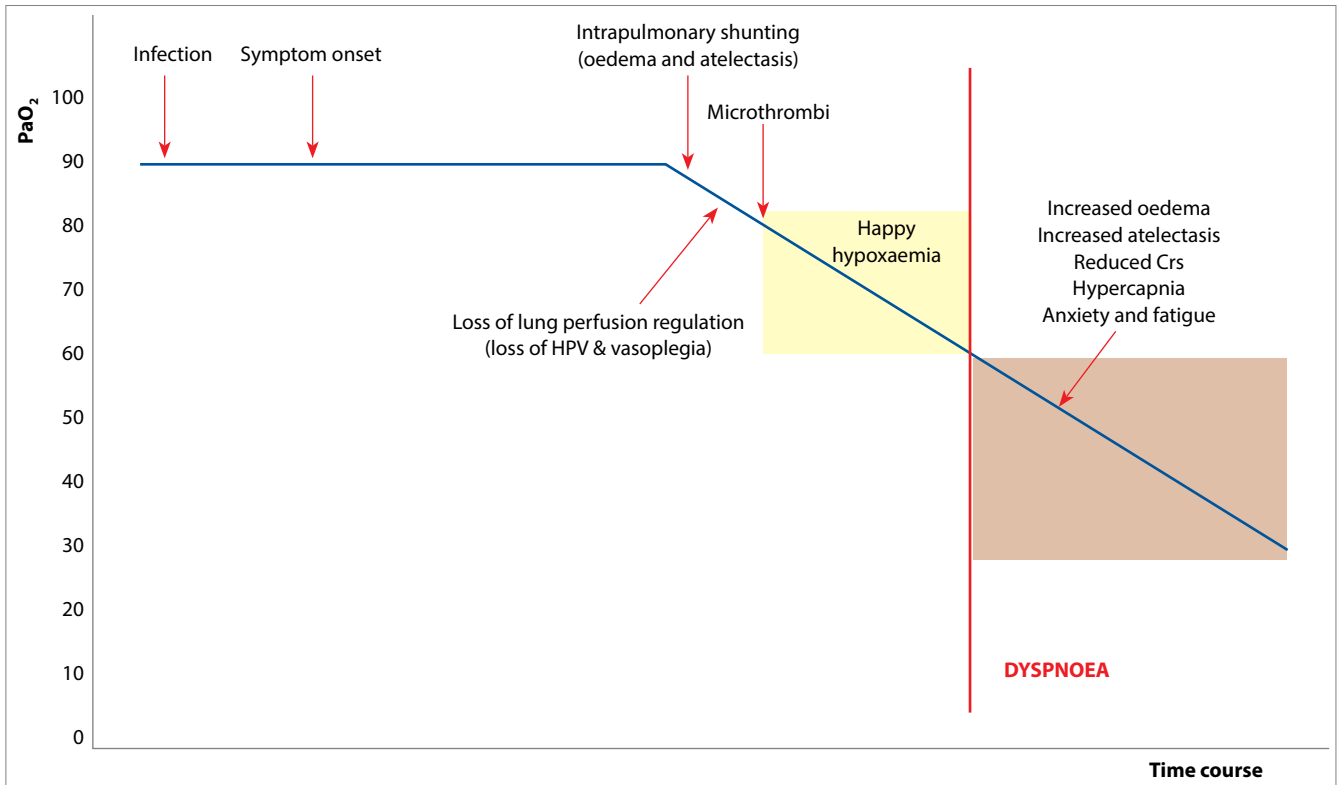 Infection
Symptom onset
Intrapulmonary shunting
(oedema and atelectasis)
Microthrombi
PaO₂
100
90
80
70
60
50
40
30
20
10
0
Loss of lung perfusion regulation
(loss of HPV & vasoplegia)
Happy
hypoxaemia
Increased oedema
Increased atelectasis
Reduced Crs
Hypercapnia
Anxiety and fatigue
DYSPNOEA
Time course